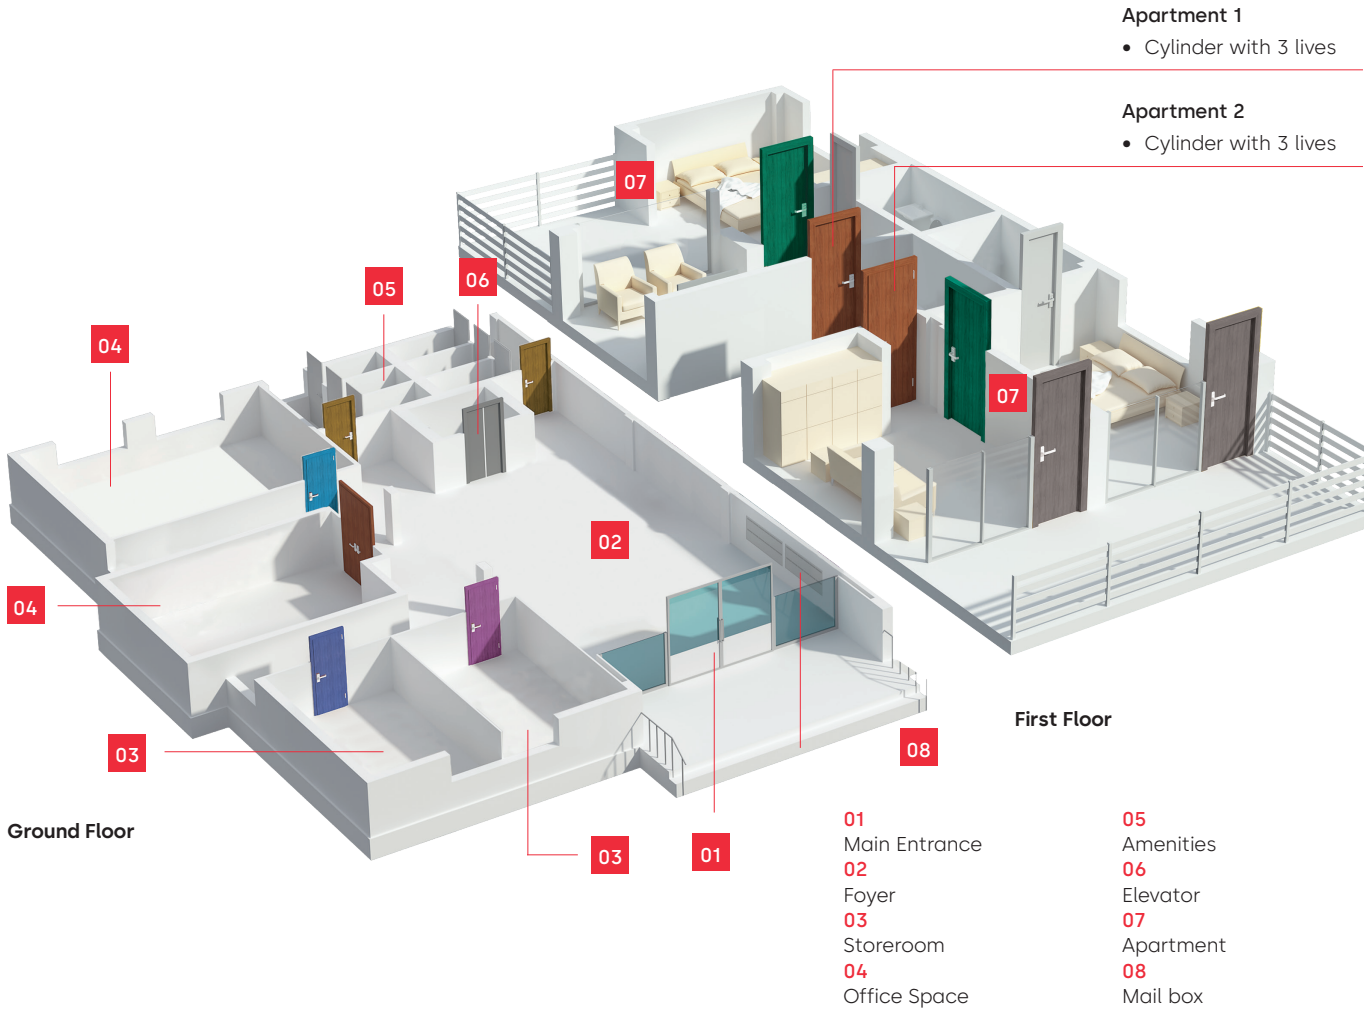 Apartment 1
• Cylinder with 3 lives
Apartment 2
• Cylinder with 3 lives
07
06
05
04
07
02
04
First Floor
03
08
Ground Floor
03
01
01
Main Entrance
02
Foyer
03
Storeroom
04
Office Space
05
Amenities
06
Elevator
07
Apartment
08
Mail box